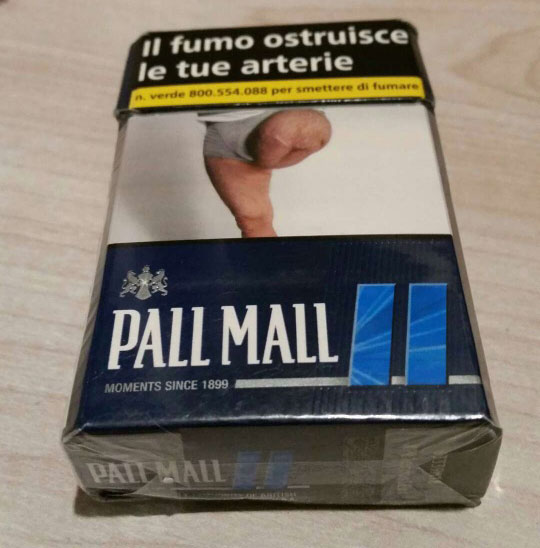 Il fumo ostruisce
le tue arterie
n. verde 800.554.088 per smettere di fumare
PALL MALL
MOMENTS SINCE 1899
PALL MALL